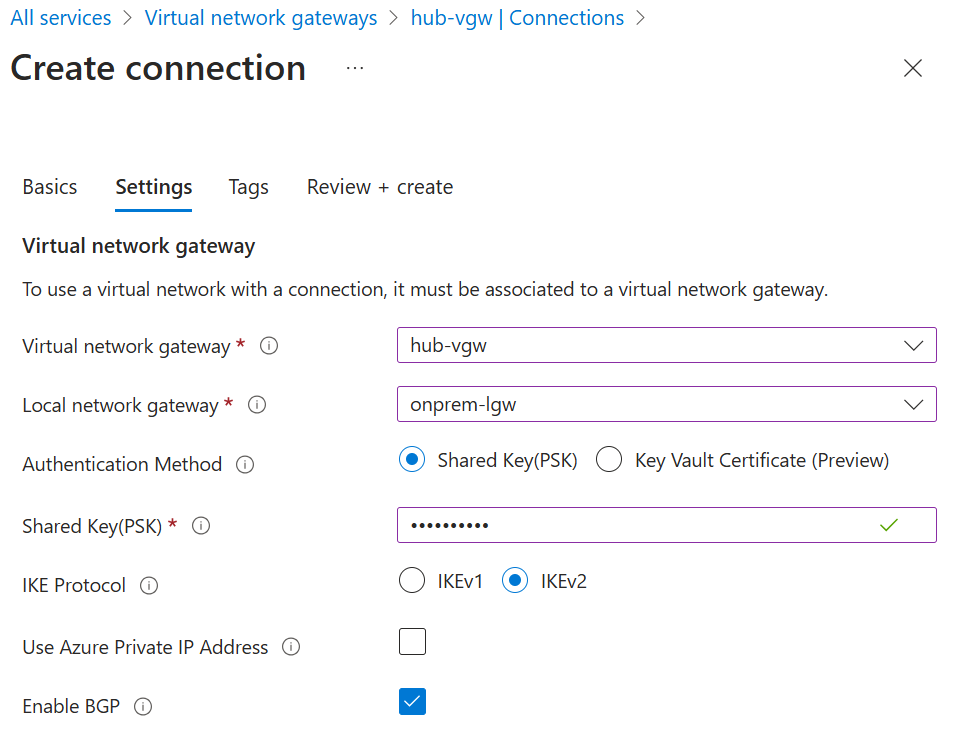 All services > Virtual network gateways > hub-vgw | Connections >
Create connection ...
Basics Settings Tags Review + create
Virtual network gateway
To use a virtual network with a connection, it must be associated to a virtual network gateway.
Virtual network gateway * hub-vgw
Local network gateway * onprem-lgw
Authentication Method Shared Key(PSK) Key Vault Certificate (Preview)
Shared Key(PSK) * ••••••••••
IKE Protocol IKEv1 IKEv2
Use Azure Private IP Address
Enable BGP